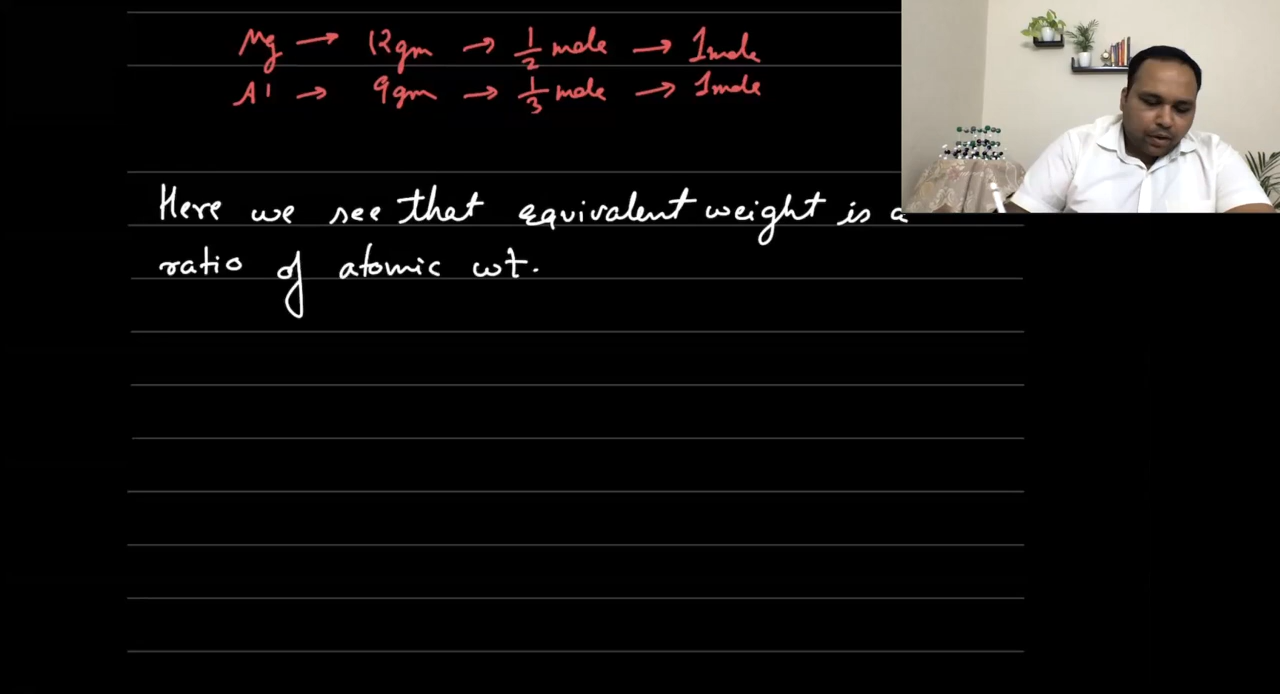 Mg → 12gm → 1/2 mole → 1mole
Al → 9gm → 1/3 mole → 1mole
Here we see that equivalent weight is a
ratio of atomic wt.